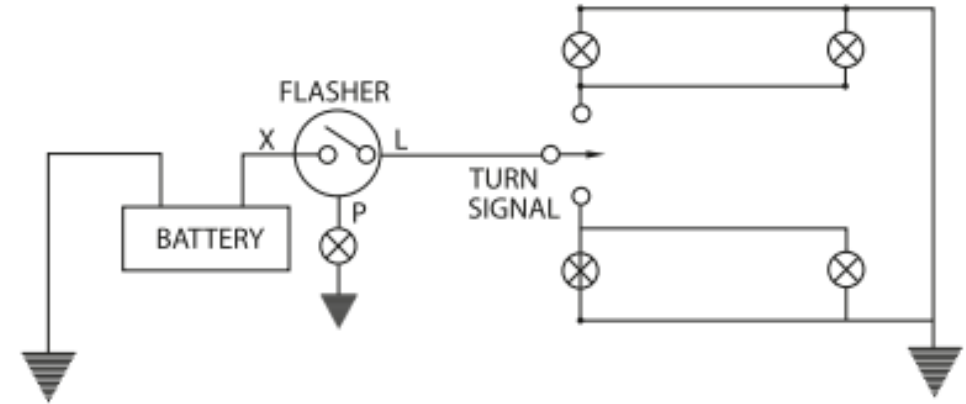 FLASHER
X
L
TURN
SIGNAL
P
BATTERY